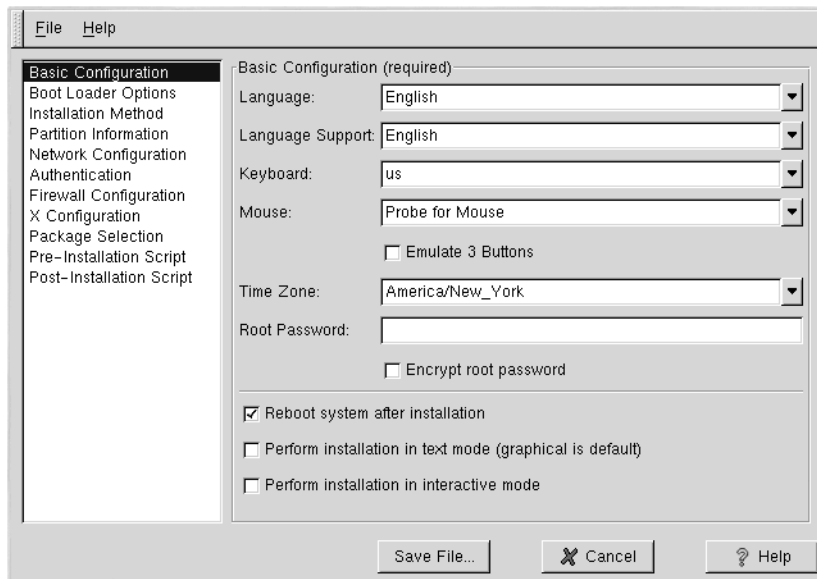 File Help
Basic Configuration
Boot Loader Options
Installation Method
Partition Information
Network Configuration
Authentication
Firewall Configuration
X Configuration
Package Selection
Pre-Installation Script
Post-Installation Script
Basic Configuration (required)
Language: English
Language Support: English
Keyboard: us
Mouse: Probe for Mouse
Emulate 3 Buttons
Time Zone: America/New_York
Root Password:
Encrypt root password
Reboot system after installation
Perform installation in text mode (graphical is default)
Perform installation in interactive mode
Save File... Cancel Help